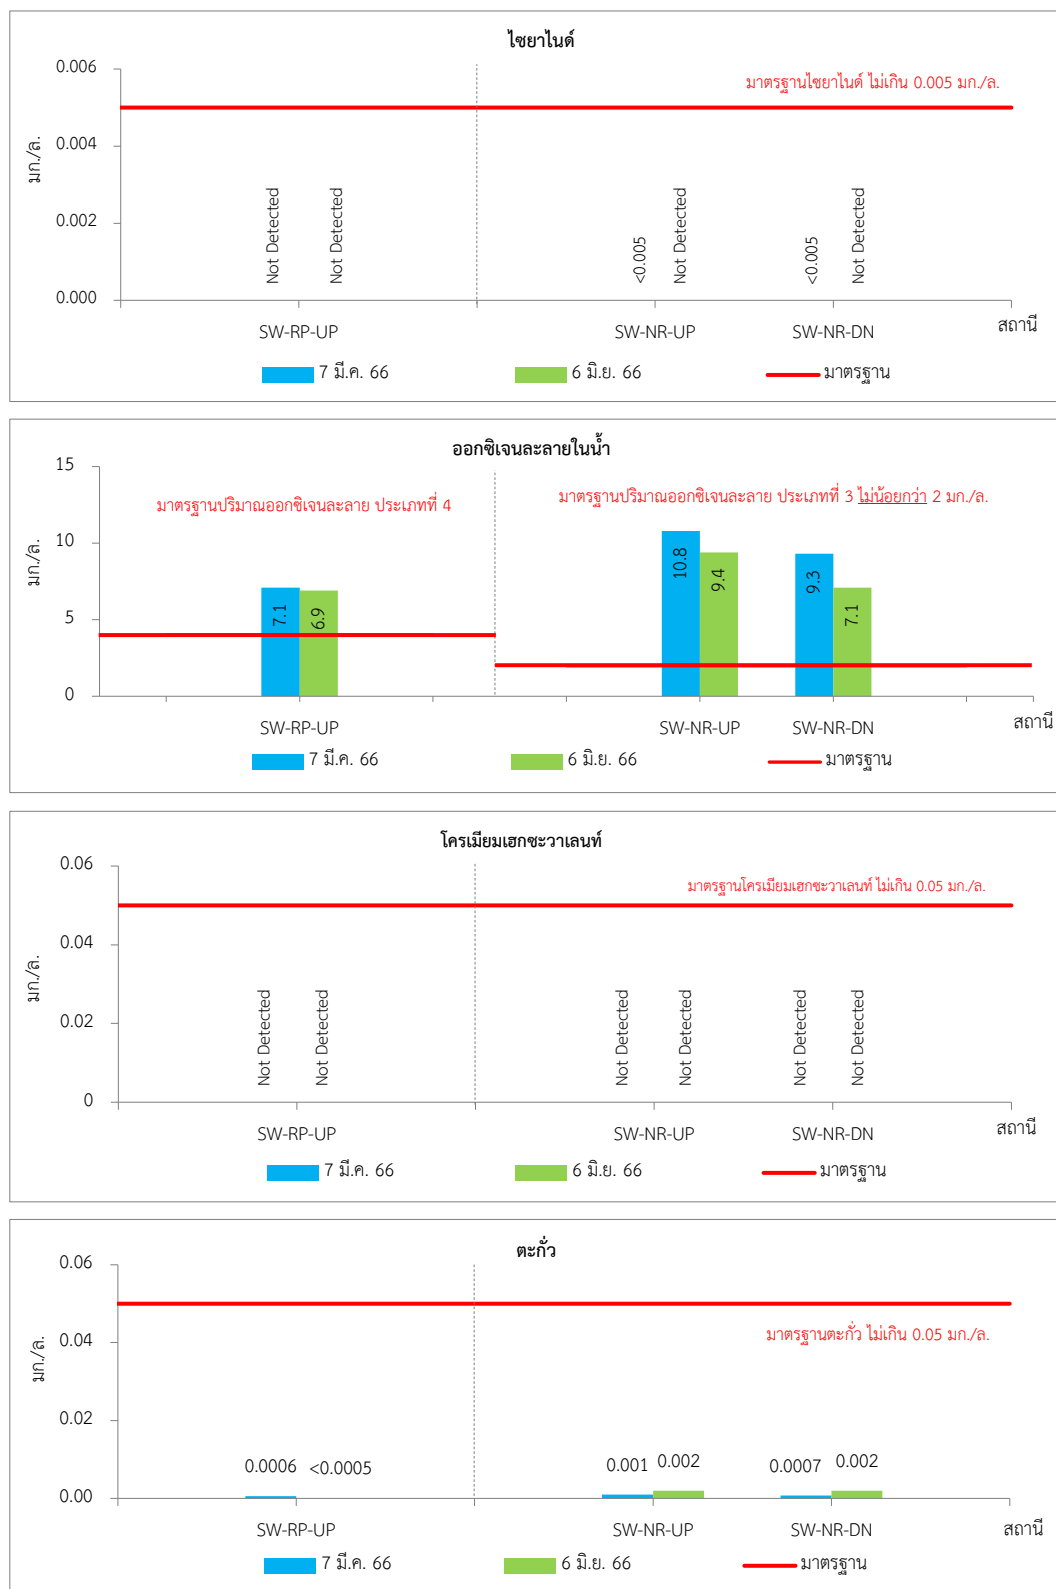 ไซยาไนด์
0.006
มาตรฐานไซยาไนด์ ไม่เกิน 0.005 มก./ล.
0.004
มก./ล.
0.002
0.000
Not Detected
Not Detected
<0.005
Not Detected
<0.005
Not Detected
SW-RP-UP
SW-NR-UP
SW-NR-DN
สถานี
7 มี.ค. 66
6 มิ.ย. 66
มาตรฐาน
ออกซิเจนละลายในน้ำ
15
มาตรฐานปริมาณออกซิเจนละลาย ประเภทที่ 4
มาตรฐานปริมาณออกซิเจนละลาย ประเภทที่ 3 ไม่น้อยกว่า 2 มก./ล.
10
มก./ล.
5
0
7.1
6.9
10.8
9.4
9.3
7.1
SW-RP-UP
SW-NR-UP
SW-NR-DN
สถานี
7 มี.ค. 66
6 มิ.ย. 66
มาตรฐาน
โครเมียมเฮกซะวาเลนท์
0.06
มาตรฐานโครเมียมเฮกซะวาเลนท์ ไม่เกิน 0.05 มก./ล.
0.04
มก./ล.
0.02
0
Not Detected
Not Detected
Not Detected
Not Detected
Not Detected
Not Detected
SW-RP-UP
SW-NR-UP
SW-NR-DN
สถานี
7 มี.ค. 66
6 มิ.ย. 66
มาตรฐาน
ตะกั่ว
0.06
มาตรฐานตะกั่ว ไม่เกิน 0.05 มก./ล.
0.04
มก./ล.
0.02
0.00
0.0006
<0.0005
0.001
0.002
0.0007
0.002
SW-RP-UP
SW-NR-UP
SW-NR-DN
สถานี
7 มี.ค. 66
6 มิ.ย. 66
มาตรฐาน